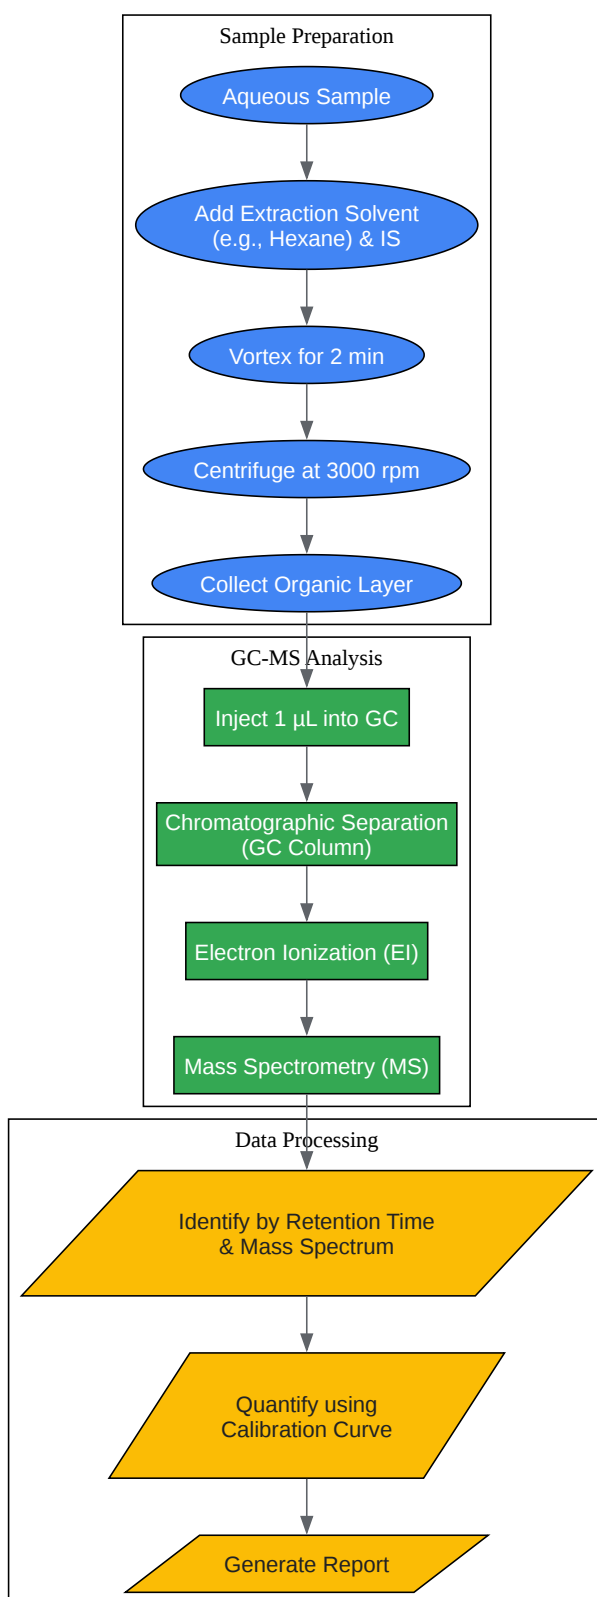 Sample Preparation
Aqueous Sample
Add Extraction Solvent
(e.g., Hexane) & IS
Vortex for 2 min
Centrifuge at 3000 rpm
Collect Organic Layer
GC-MS Analysis
Inject 1 µL into GC
Chromatographic Separation
(GC Column)
Electron Ionization (EI)
Mass Spectrometry (MS)
Data Processing
Identify by Retention Time
& Mass Spectrum
Quantify using
Calibration Curve
Generate Report